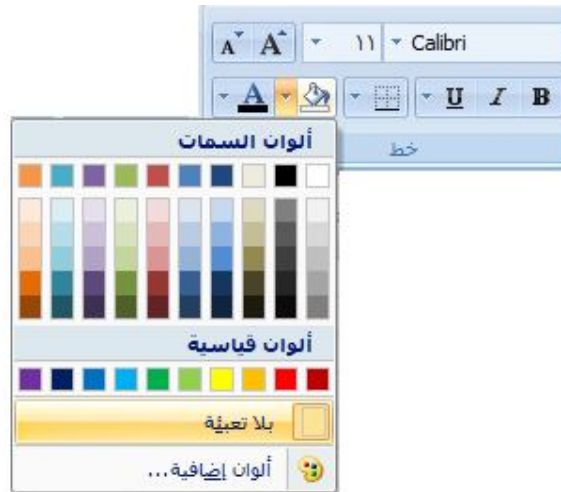 Calibri ١١ A A
B I U A
خط
ألوان السمات
ألوان قياسية
بلا تعبئة
ألوان إضافية...